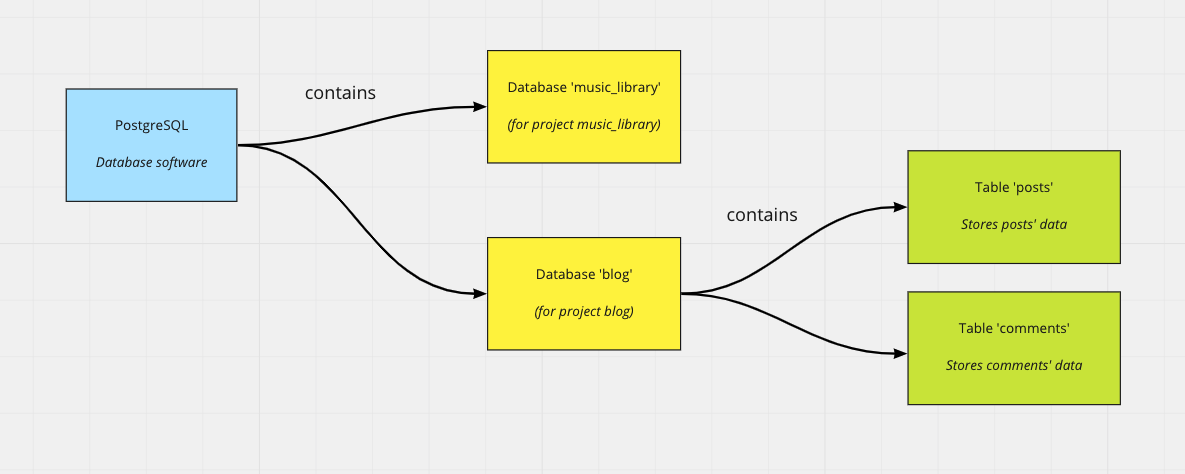 PostgreSQL
Database software
contains
Database 'music_library'
(for project music_library)
Database 'blog'
(for project blog)
contains
Table 'posts'
Stores posts' data
Table 'comments'
Stores comments' data